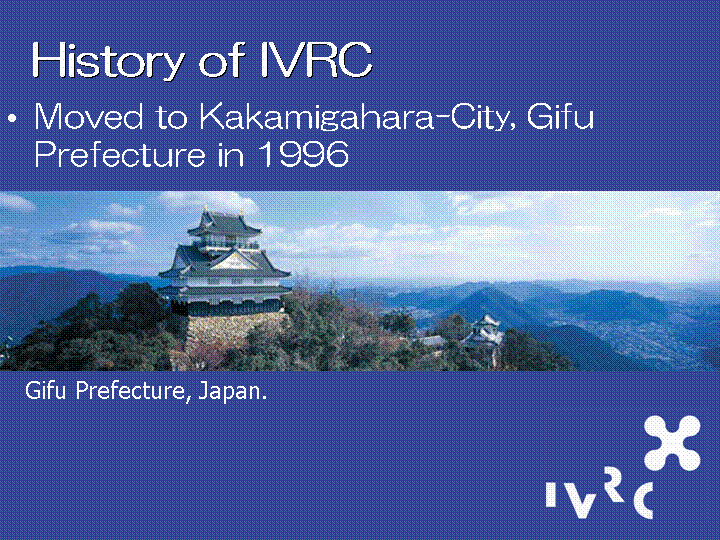 History of IVRC
• Moved to Kakamigahara-City, Gifu
Prefecture in 1996
Gifu Prefecture, Japan.
IVRC